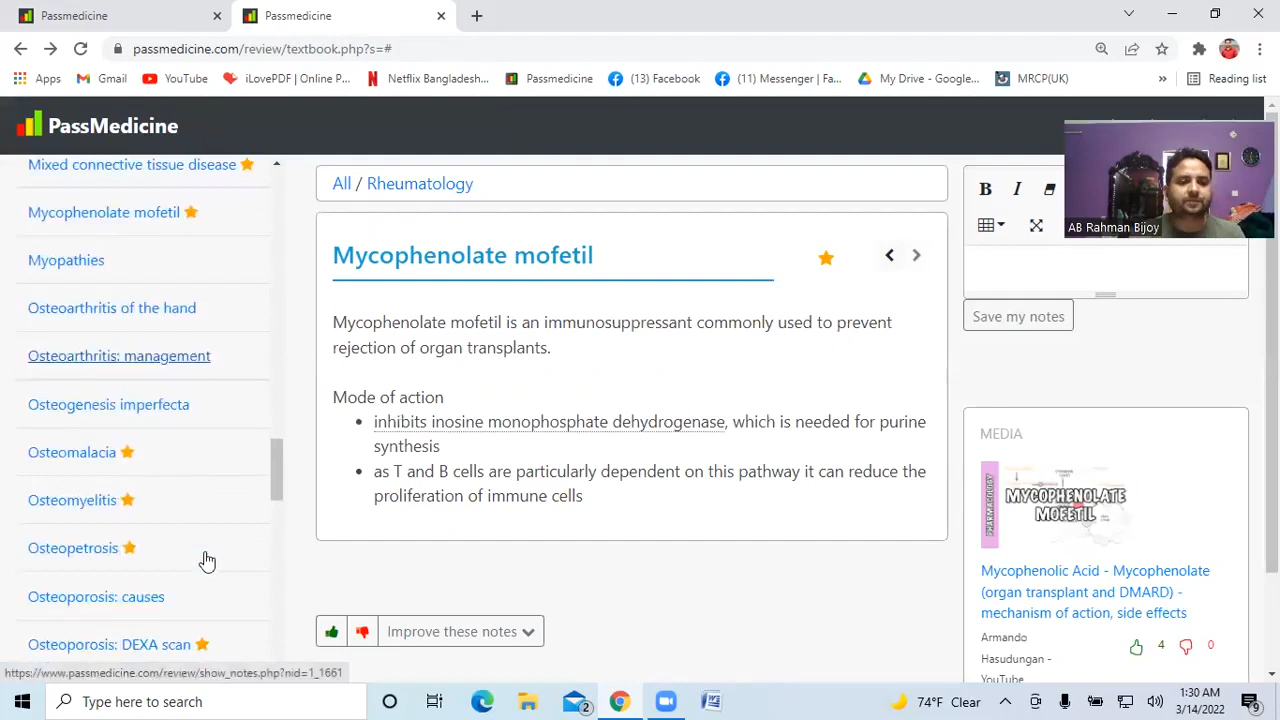 Passmedicine
Passmedicine
passmedicine.com/review/textbook.php?s=#
Apps
Gmail
YouTube
iLovePDF | Online P...
Netflix Bangladesh...
Passmedicine
(13) Facebook
(11) Messenger | Fa...
My Drive - Google...
MRCP(UK)
»
Reading list
PassMedicine
AB Rahman Bijoy
Mixed connective tissue disease
Mycophenolate mofetil
Myopathies
Osteoarthritis of the hand
Osteoarthritis: management
Osteogenesis imperfecta
Osteomalacia
Osteomyelitis
Osteopetrosis
Osteoporosis: causes
Osteoporosis: DEXA scan
https://www.passmedicine.com/review/show_notes.php?nid=1_1661
All / Rheumatology
Mycophenolate mofetil
Mycophenolate mofetil is an immunosuppressant commonly used to prevent
rejection of organ transplants.
Mode of action
• inhibits inosine monophosphate dehydrogenase, which is needed for purine
synthesis
• as T and B cells are particularly dependent on this pathway it can reduce the
proliferation of immune cells
Improve these notes
B I
Save my notes
MEDIA
PHARMACOLOGY
MYCOPHENOLATE
MOFETIL
Mycophenolic Acid - Mycophenolate
(organ transplant and DMARD) -
mechanism of action, side effects
Armando
Hasudungan -
YouTube
4 0
Type here to search
2
74°F Clear
1:30 AM
3/14/2022
9